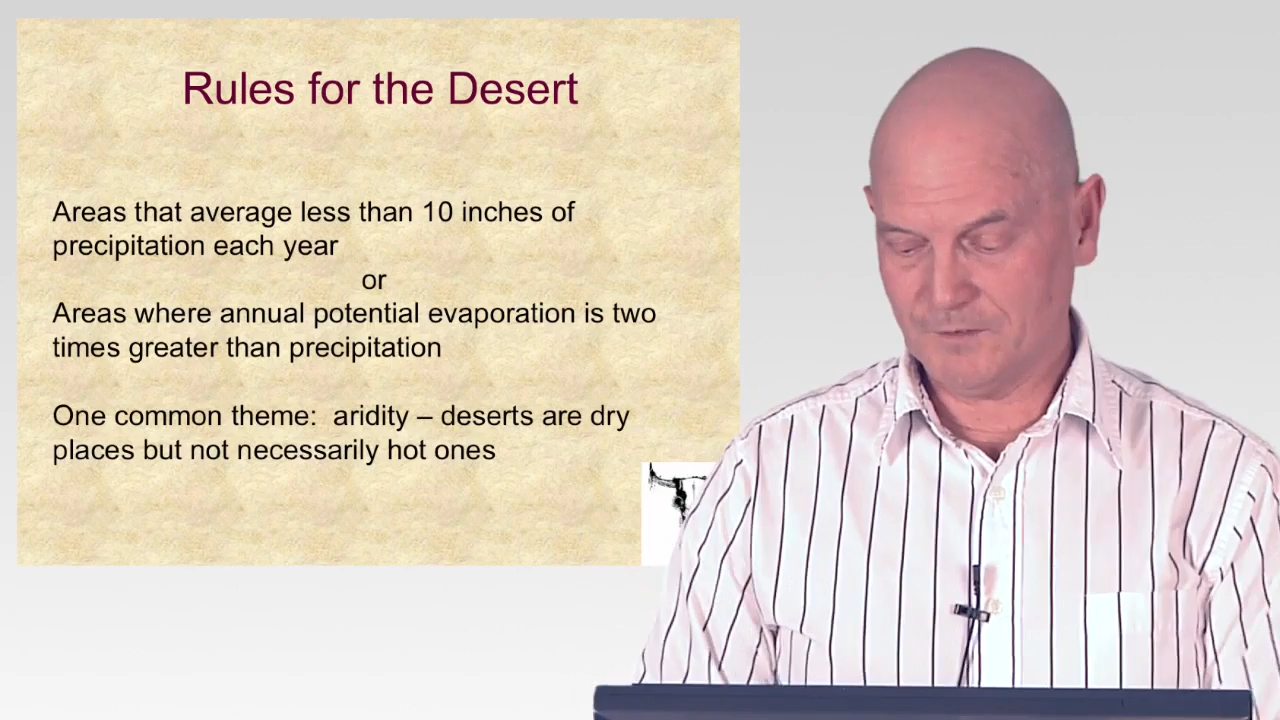 Rules for the Desert
Areas that average less than 10 inches of
precipitation each year
or
Areas where annual potential evaporation is two
times greater than precipitation
One common theme:  aridity – deserts are dry
places but not necessarily hot ones